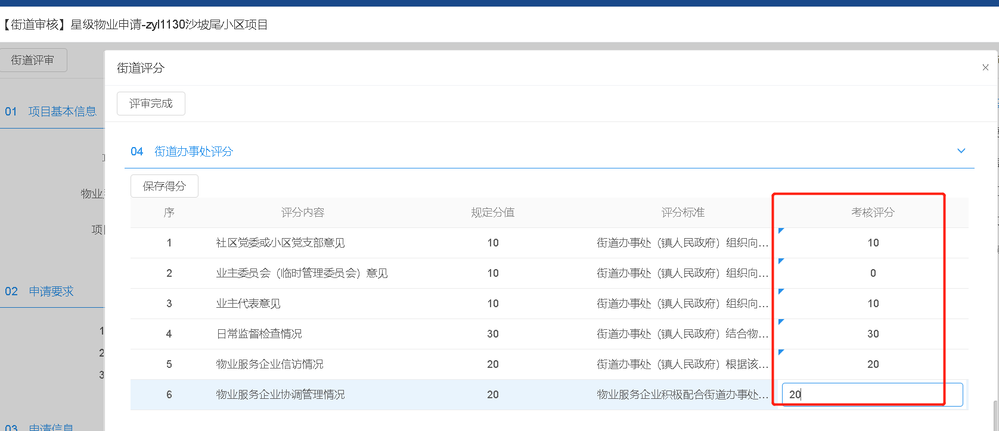 【街道审核】星级物业申请-zyl1130沙坡尾小区项目
街道评审
街道评分
评审完成
01 项目基本信息
04 街道办事处评分
保存得分
物业
序 评分内容 规定分值 评分标准 考核评分
1 社区党委或小区党支部意见 10 街道办事处（镇人民政府）组织向... 10
项
2 业主委员会（临时管理委员会）意见 10 街道办事处（镇人民政府）组织向... 0
02 申请要求
3 业主代表意见 10 街道办事处（镇人民政府）组织向... 10
1
4 日常监督检查情况 30 街道办事处（镇人民政府）结合物... 30
2
5 物业服务企业信访情况 20 街道办事处（镇人民政府）根据该... 20
3
6 物业服务企业协调管理情况 20 物业服务企业积极配合街道办事处... 20
03 申请信息